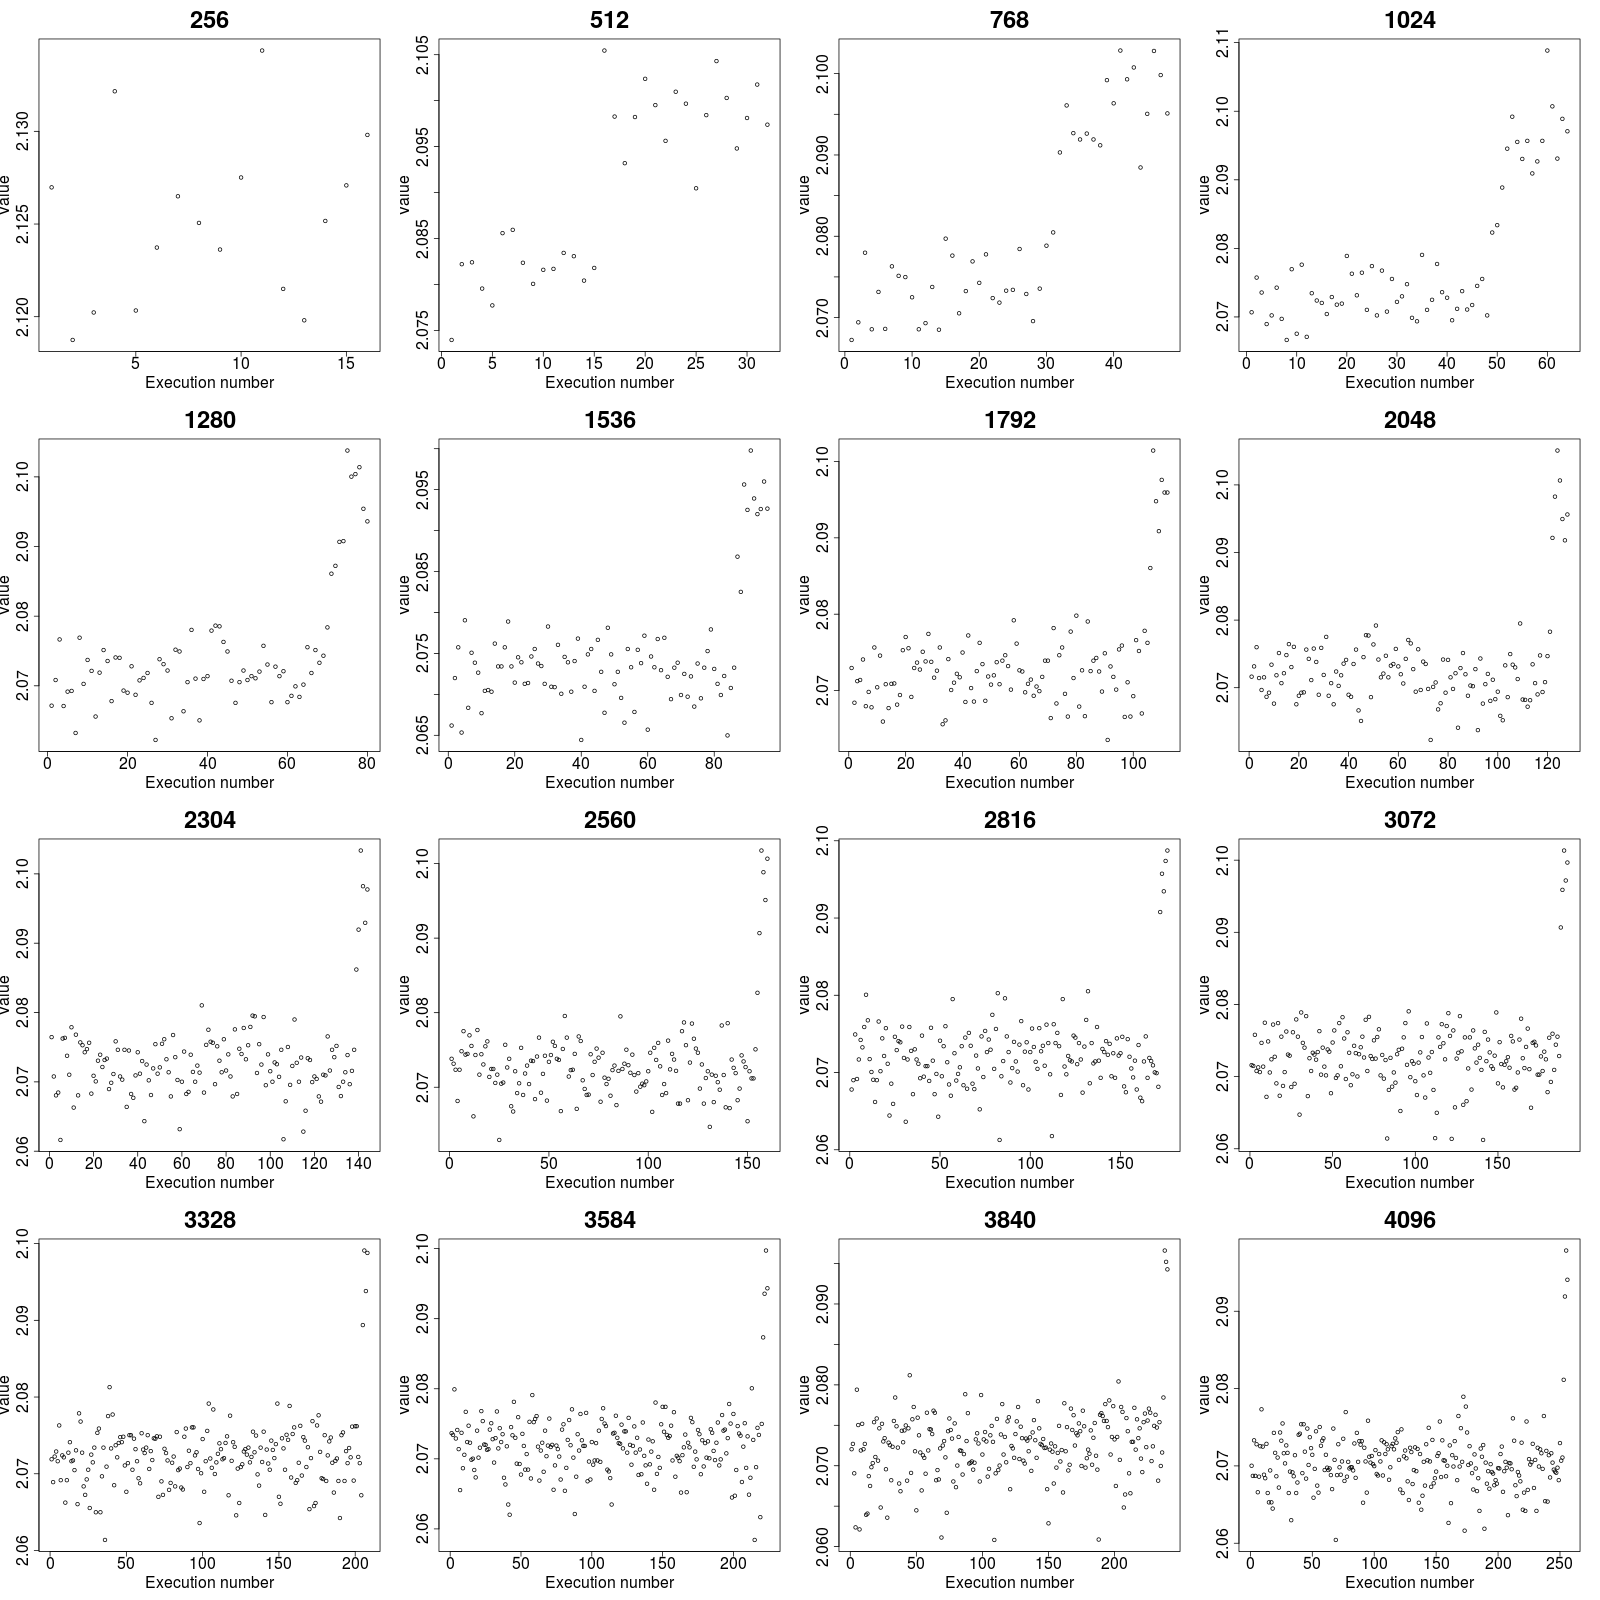 256 512 768 1024
2.120 2.125 2.130 value
5 10 15
Execution number
2.075 2.085 2.095 2.105 value
0 5 10 15 20 25 30
Execution number
2.070 2.080 2.090 2.100 value
0 10 20 30 40
Execution number
2.07 2.08 2.09 2.10 2.11 value
0 10 20 30 40 50 60
Execution number
1280 1536 1792 2048
2.07 2.08 2.09 2.10 value
0 20 40 60 80
Execution number
2.065 2.075 2.085 2.095 value
0 20 40 60 80
Execution number
2.07 2.08 2.09 2.10 value
0 20 40 60 80 100
Execution number
2.07 2.08 2.09 2.10 value
0 20 40 60 80 100 120
Execution number
2304 2560 2816 3072
2.06 2.07 2.08 2.09 2.10 value
0 20 40 60 80 100 120 140
Execution number
2.07 2.08 2.09 2.10 value
0 50 100 150
Execution number
2.06 2.07 2.08 2.09 2.10 value
0 50 100 150
Execution number
2.06 2.07 2.08 2.09 2.10 value
0 50 100 150
Execution number
3328 3584 3840 4096
2.06 2.07 2.08 2.09 2.10 value
0 50 100 150 200
Execution number
2.06 2.07 2.08 2.09 2.10 value
0 50 100 150 200
Execution number
2.060 2.070 2.080 2.090 value
0 50 100 150 200
Execution number
2.06 2.07 2.08 2.09 value
0 50 100 150 200 250
Execution number